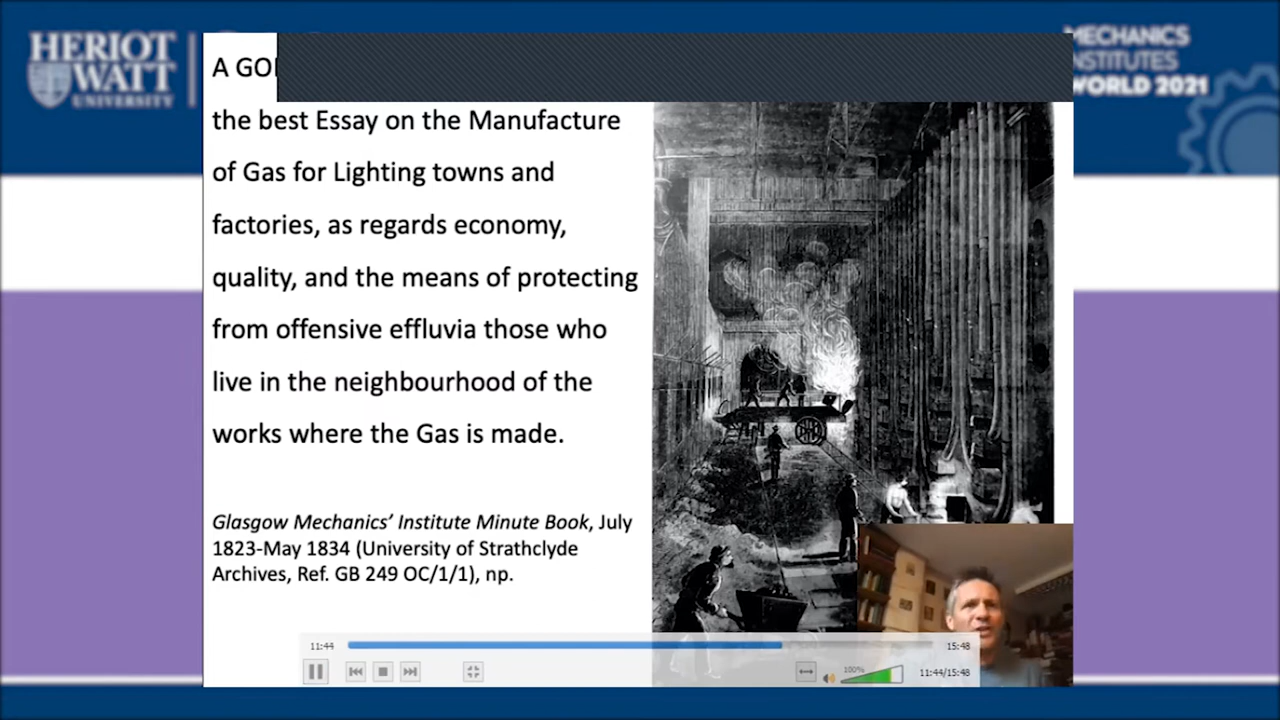 HERIOT
WATT
UNIVERSITY
MECHANICS
INSTITUTES
WORLD 2021
A GOL
the best Essay on the Manufacture
of Gas for Lighting towns and
factories, as regards economy,
quality, and the means of protecting
from offensive effluvia those who
live in the neighbourhood of the
works where the Gas is made.
Glasgow Mechanics’ Institute Minute Book, July
1823-May 1834 (University of Strathclyde
Archives, Ref. GB 249 OC/1/1), np.
11:44
15:48
100%
11:44/15:48